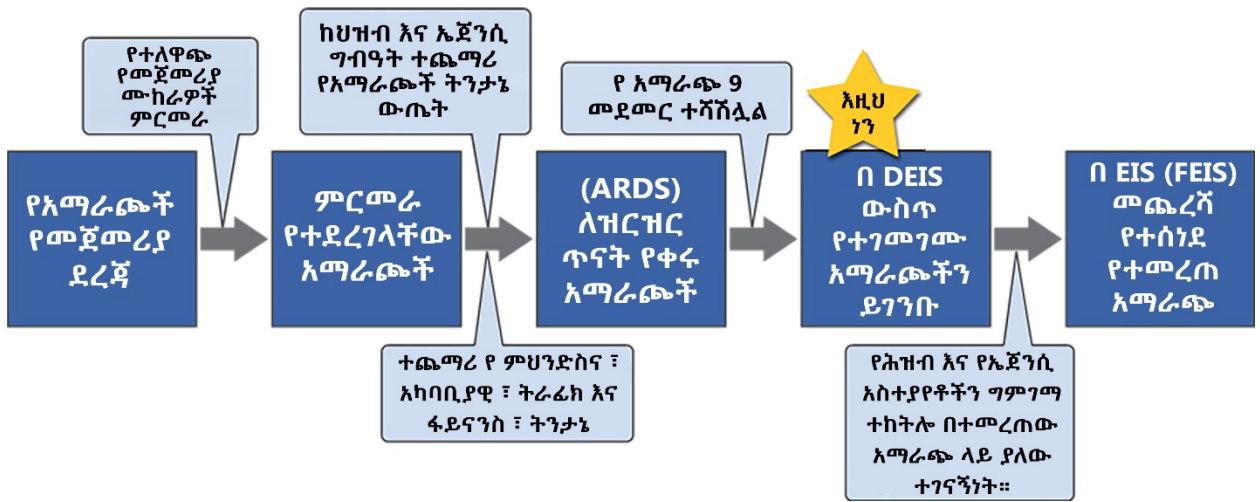 የተለዋጭ
የመጀመሪያ
ሙከራዎች
ምርመራ
ከህዝብ እና ኤጀንሲ
ግብዓት ተጨማሪ
የአማራጮች ትንታኔ
ውጤት
የ አማራጭ 9
መደመር ተሻሽሏል
እዚህ
ነን
የአማራጮች
የመጀመሪያ
ደረጃ
ምርመራ
የተደረገላቸው
አማራጮች
(ARDS)
ለዝርዝር
ጥናት የቀሩ
አማራጮች
በ DEIS
ውስጥ
የተገመገሙ
አማራጮችን
ይገንቡ
በ EIS (FEIS)
መጨረሻ
የተሰነደ
የተመረጠ
አማራጭ
ተጨማሪ የ ምህንድስና ፣
አካባቢያዊ ፣ ትራፊክ እና
ፋይናንስ ፣ ትንታኔ
የሕዝብ እና የኤጀንሲ
አስተያየቶችን ግምገማ
ተከትሎ በተመረጠው
አማራጭ ላይ ያለው
ተገናኝነት።